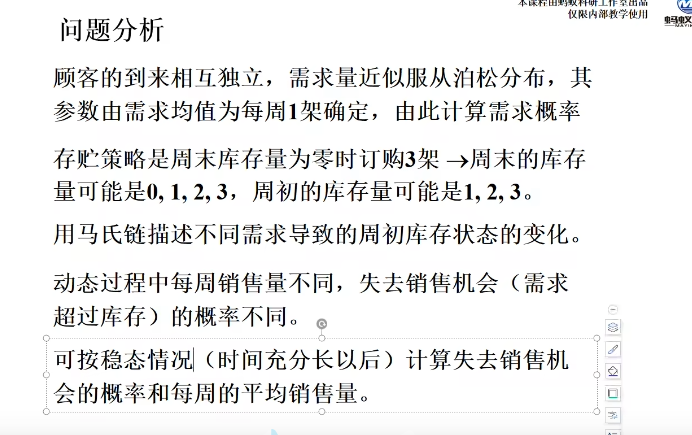 本课程由蚂蚁科研工作室出品
仅限内部教学使用
问题分析
顾客的到来相互独立，需求量近似服从泊松分布，其
参数由需求均值为每周1架确定，由此计算需求概率
存贮策略是周末库存量为零时订购3架 →周末的库存
量可能是0, 1, 2, 3，周初的库存量可能是1, 2, 3。
用马氏链描述不同需求导致的周初库存状态的变化。
动态过程中每周销售量不同，失去销售机会（需求
超过库存）的概率不同。
可按稳态情况（时间充分长以后）计算失去销售机
会的概率和每周的平均销售量。